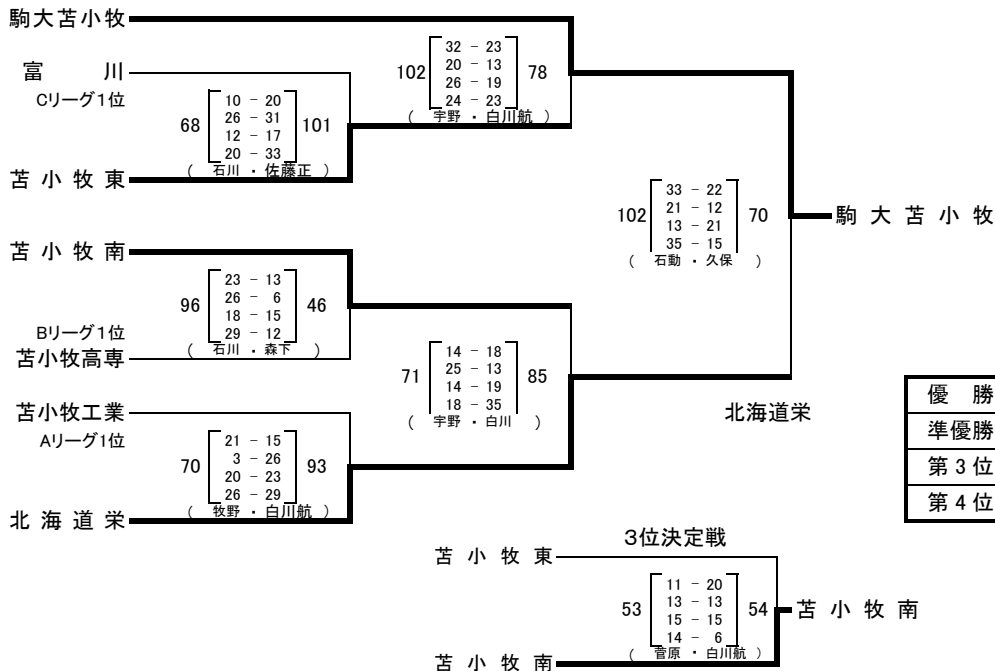 駒大苫小牧
富 川
Cリーグ1位
苫 小 牧 東
68 10 - 20 101
26 - 31
12 - 17
20 - 33
( 石川 ・ 佐藤正 )
102 32 - 23 78
20 - 13
26 - 19
24 - 23
( 宇野 ・ 白川航 )
苫 小 牧 南
Bリーグ1位
苫小牧高専
96 23 - 13 46
26 - 6
18 - 15
29 - 12
( 石川 ・ 森下 )
苫小牧工業
Aリーグ1位
北 海 道 栄
70 21 - 15 93
3 - 26
20 - 23
26 - 29
( 牧野 ・ 白川航 )
71 14 - 18 85
25 - 13
14 - 19
18 - 35
( 宇野 ・ 白川 )
102 33 - 22 70
21 - 12
13 - 21
35 - 15
( 石動 ・ 久保 )
駒 大 苫 小 牧
北海道栄
優 勝
準優勝
第 3 位
第 4 位
3位決定戦
苫 小 牧 東
53 11 - 20 54
13 - 13
15 - 15
14 - 6
( 菅原 ・ 白川航 )
苫 小 牧 南
苫 小 牧 南